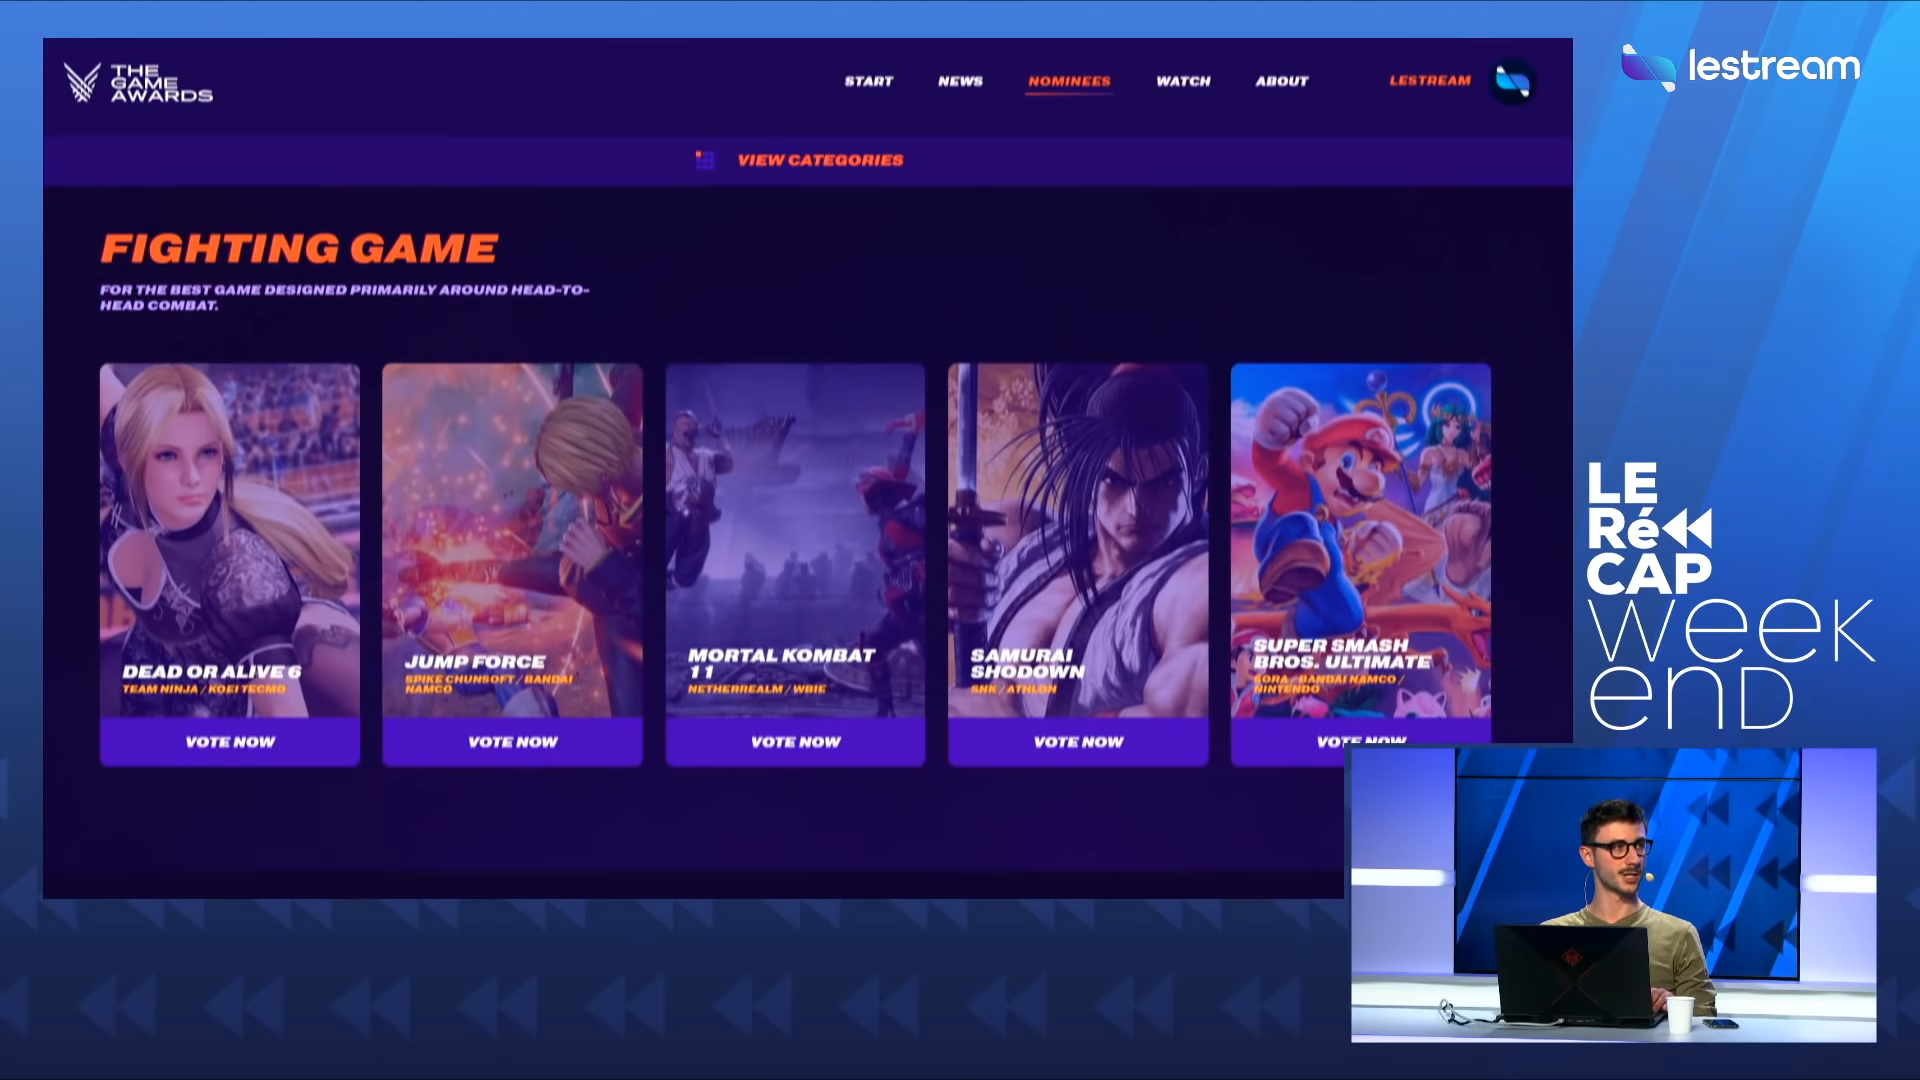 THE
GAME
AWARDS
START NEWS NOMINEES WATCH ABOUT LESTREAM
lestream
VIEW CATEGORIES
FIGHTING GAME
FOR THE BEST GAME DESIGNED PRIMARILY AROUND HEAD-TO-
HEAD COMBAT.
DEAD OR ALIVE 6
TEAM NINJA / KOEI TECMO
VOTE NOW
JUMP FORCE
SPIKE CHUNSOFT / BANDAI
NAMCO
VOTE NOW
MORTAL KOMBAT
11
NETHERREALM / WBIE
VOTE NOW
SAMURAI
SHODOWN
SNK / ATHLON
VOTE NOW
SUPER SMASH
BROS. ULTIMATE
SORA / BANDAI NAMCO /
NINTENDO
VOTE NOW
LE
Ré
CAP
week
enD